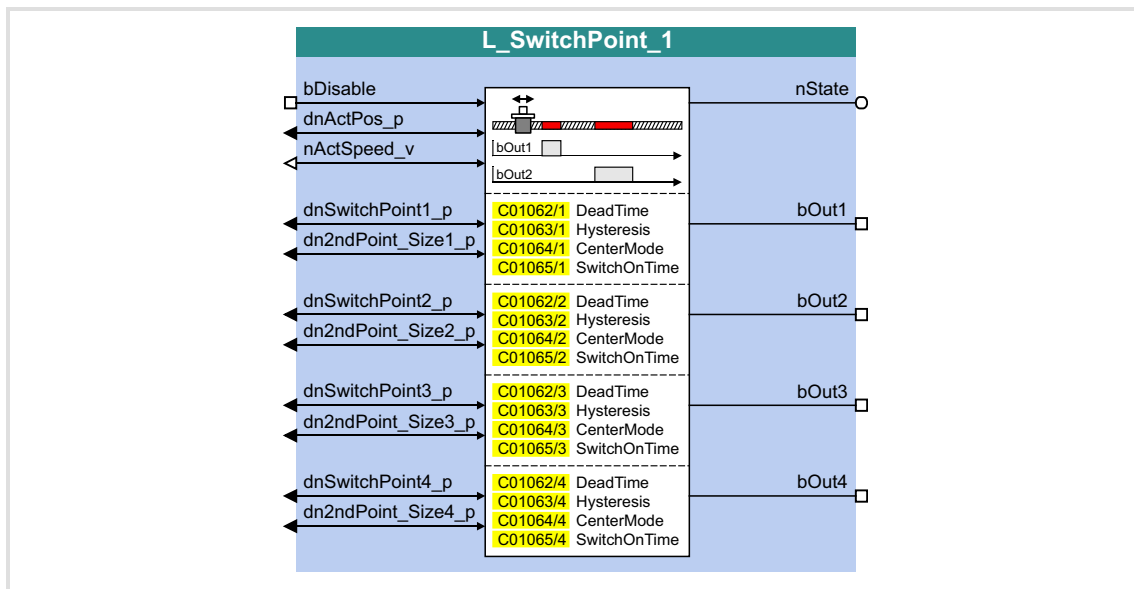 L_SwitchPoint_1
bDisable
nState
dnActPos_p
nActSpeed_v
bOut1
bOut2
dnSwitchPoint1_p
C01062/1 DeadTime
bOut1
C01063/1 Hysteresis
dn2ndPoint_Size1_p
C01064/1 CenterMode
C01065/1 SwitchOnTime
dnSwitchPoint2_p
C01062/2 DeadTime
bOut2
C01063/2 Hysteresis
dn2ndPoint_Size2_p
C01064/2 CenterMode
C01065/2 SwitchOnTime
dnSwitchPoint3_p
C01062/3 DeadTime
bOut3
C01063/3 Hysteresis
dn2ndPoint_Size3_p
C01064/3 CenterMode
C01065/3 SwitchOnTime
dnSwitchPoint4_p
C01062/4 DeadTime
bOut4
C01063/4 Hysteresis
dn2ndPoint_Size4_p
C01064/4 CenterMode
C01065/4 SwitchOnTime